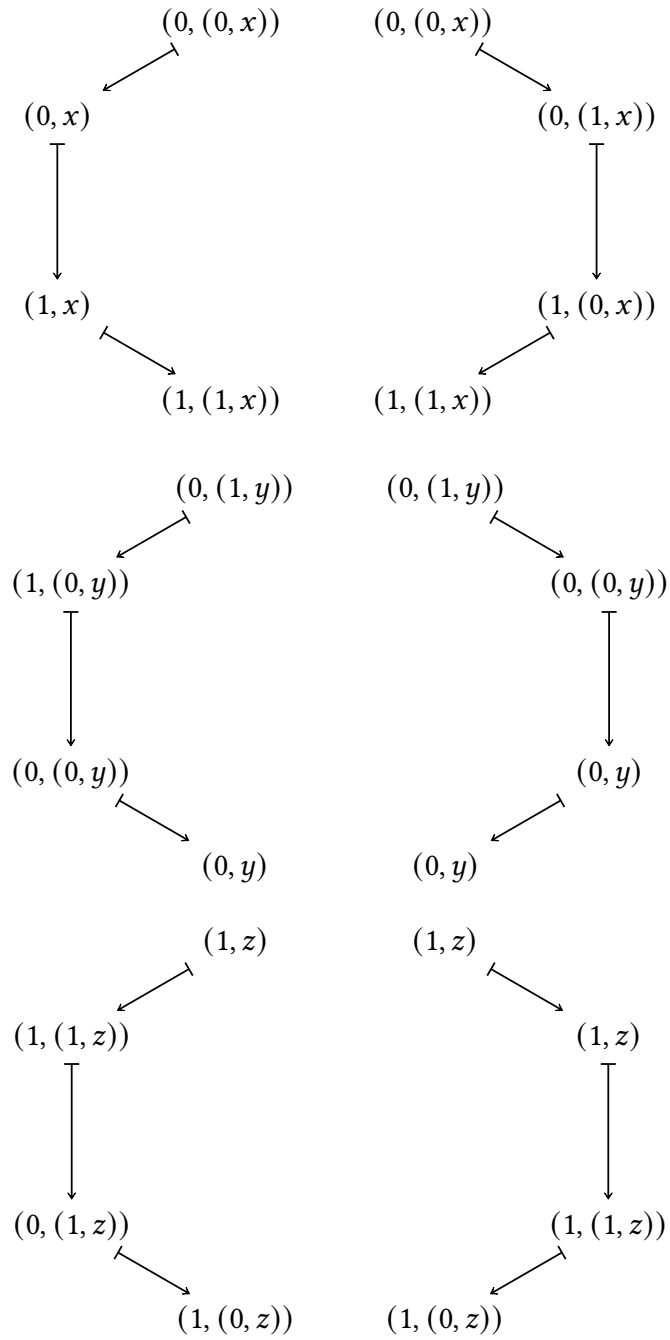 (0, (0, x)) (0, (0, x))
(0, x) (0, (1, x))
(1, x) (1, (0, x))
(1, (1, x)) (1, (1, x))
(0, (1, y)) (0, (1, y))
(1, (0, y)) (0, (0, y))
(0, (0, y)) (0, y)
(0, y) (0, y)
(1, z) (1, z)
(1, (1, z)) (1, z)
(0, (1, z)) (1, (1, z))
(1, (0, z)) (1, (0, z))